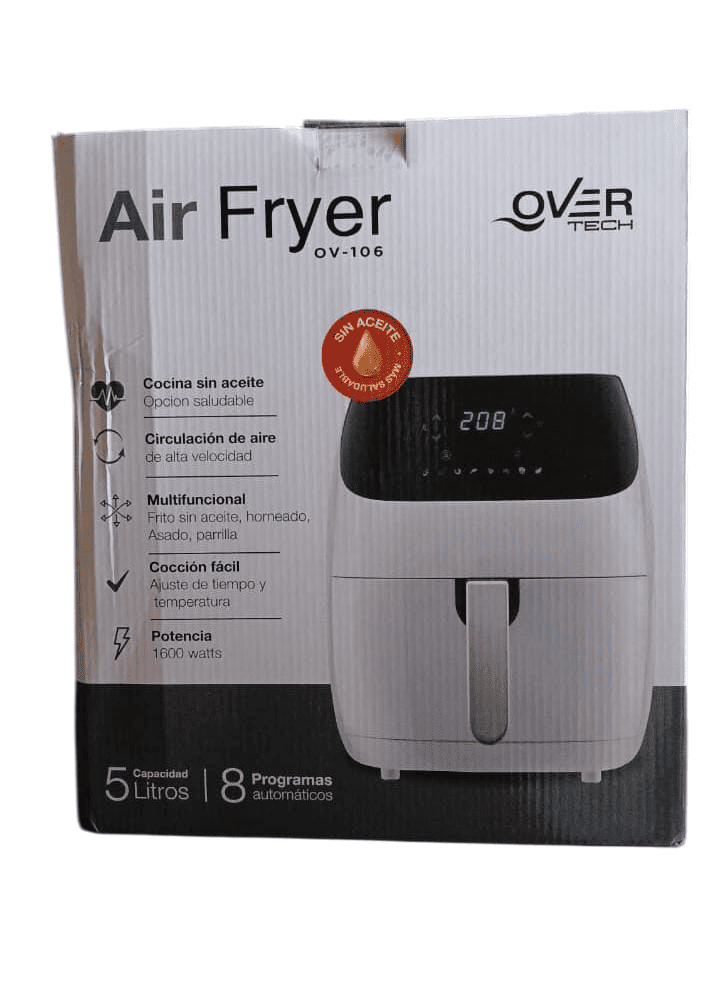 Air Fryer
OV-106
OVER
TECH
SIN ACEITE
MÁS SALUDABLE
208
Cocina sin aceite
Opcion saludable
Circulación de aire
de alta velocidad
Multifuncional
Frito sin aceite, horneado,
Asado, parrilla
Cocción fácil
Ajuste de tiempo y
temperatura
Potencia
1600 watts
5 Capacidad
Litros
8 Programas
automáticos